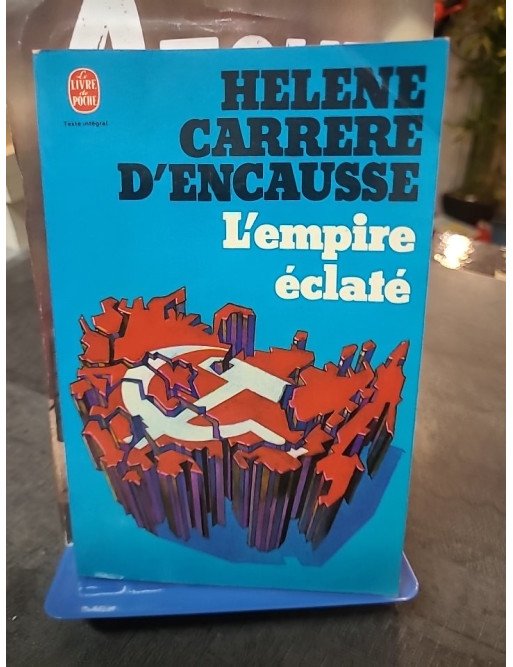 Le
LIVRE
de
POCHE
Texte intégral
HELENE
CARRERE
D'ENCAUSSE
L'empire
éclaté